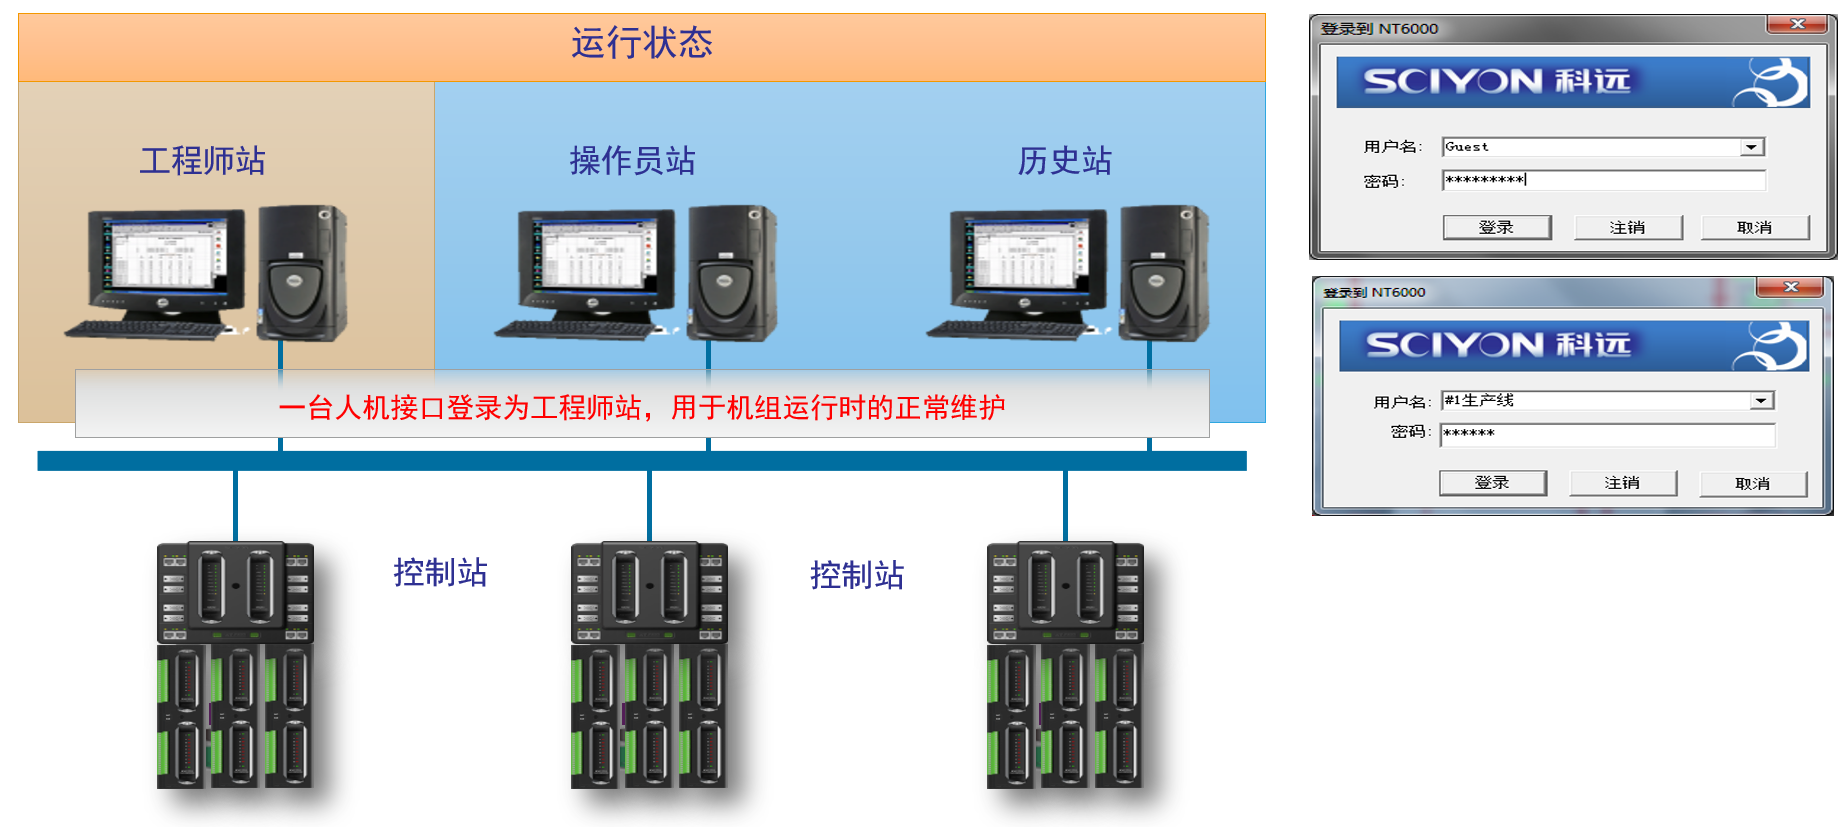 运行状态
工程师站
操作员站
历史站
一台人机接口登录为工程师站，用于机组运行时的正常维护
控制站
控制站
登录到 NT6000
SCIYON 科远
用户名: Guest
密码: *********
登录
注销
取消
登录到 NT6000
SCIYON 科远
用户名: #1生产线
密码: ******
登录
注销
取消